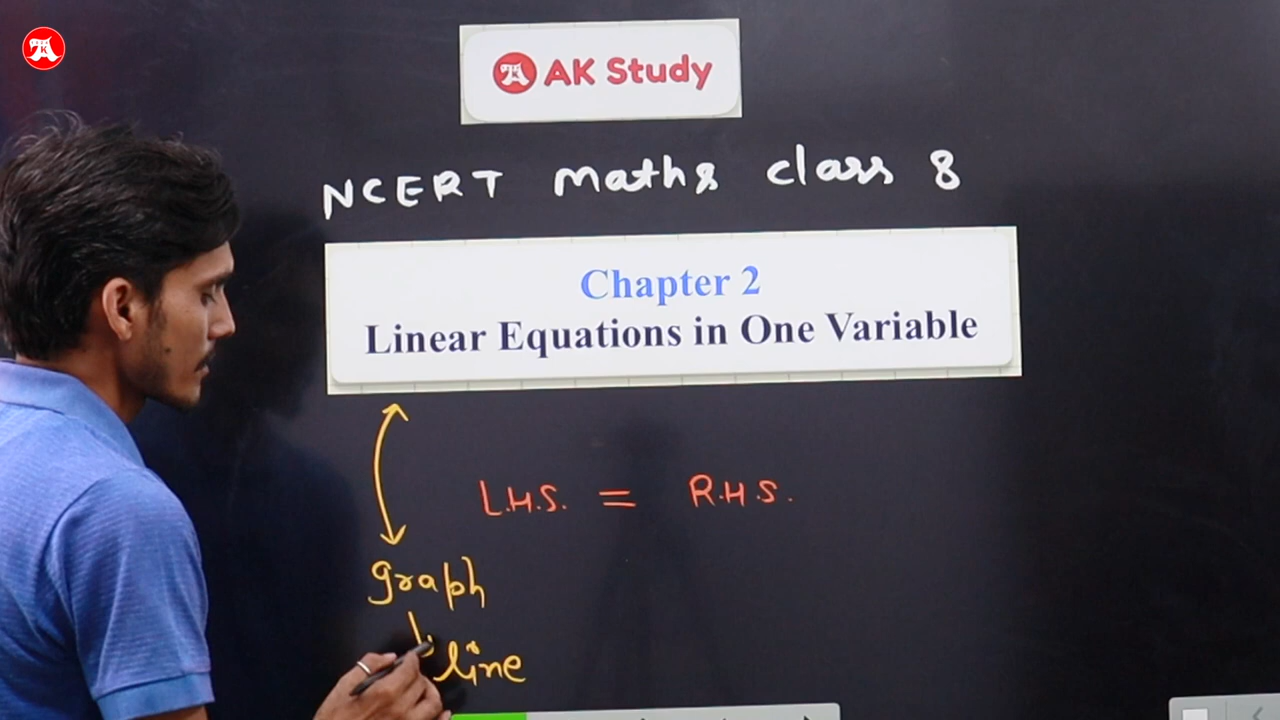 AK Study
NCERT maths class 8
Chapter 2
Linear Equations in One Variable
L.H.S. = R.H.S.
graph
line